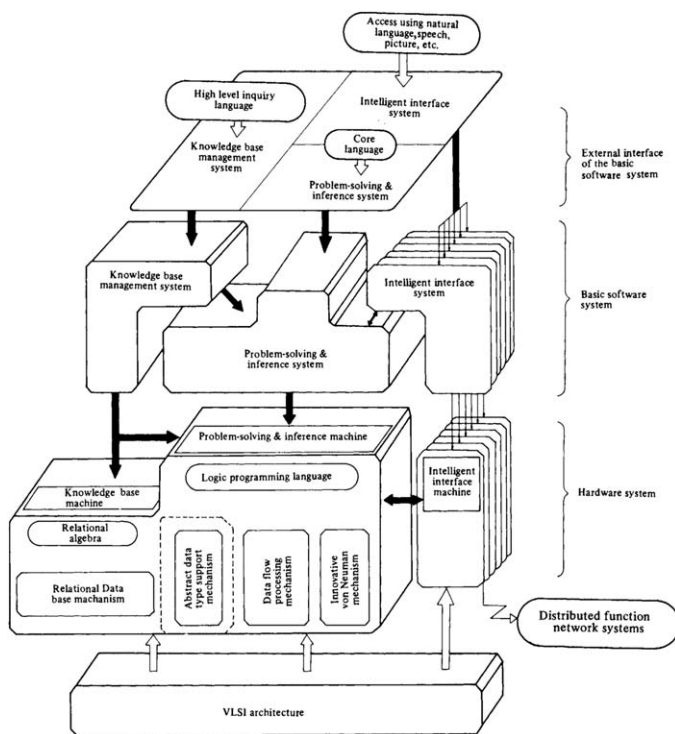 Access using natural
language,speech,
picture, etc.
High level inquiry
language
Intelligent interface
system
Knowledge base
management
system
Core
language
Problem-solving &
inference system
External interface
of the basic
software system
Knowledge base
management system
Intelligent interface
system
Problem-solving &
inference system
Basic software
system
Problem-solving & inference machine
Logic programming language
Knowledge base
machine
Intelligent
interface
machine
Hardware system
Relational
algebra
Relational Data
base machanism
Abstract data
type support
mechanism
Data flow
processing
mechanism
Innovative
von Neuman
mechanism
Distributed function
network systems
VLSI architecture